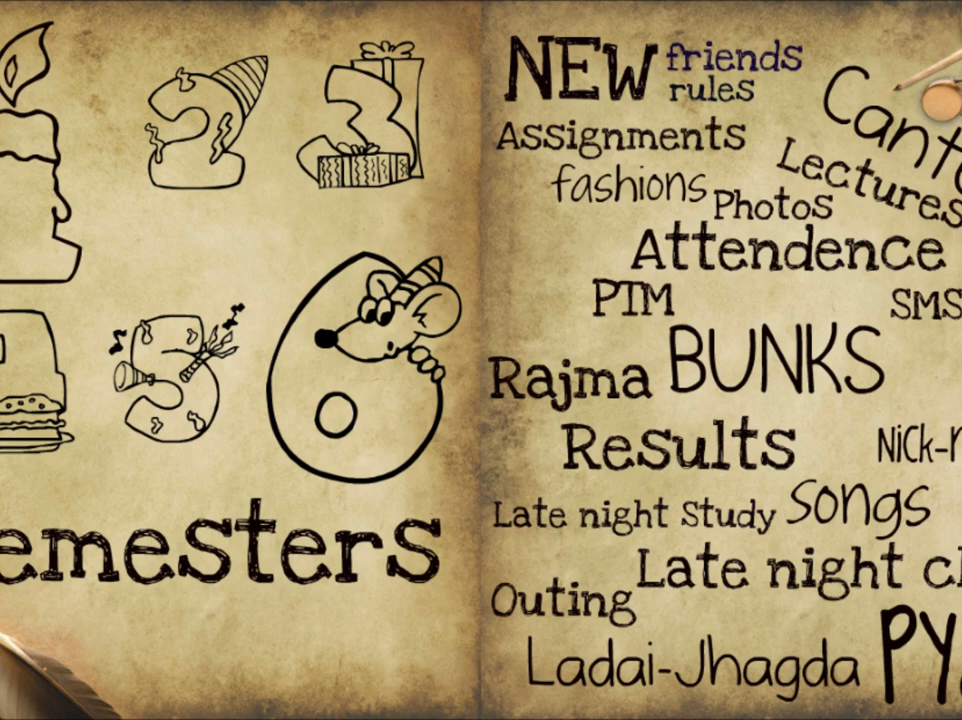 2 3
5 6
emesters
NEW friends
rules
Assignments
Lectures
fashions
Photos
Attendence
PTM
SMS
BUNKS
Rajma
Results
Late night Study
songs
Late night
Outing
Ladai-Jhagda